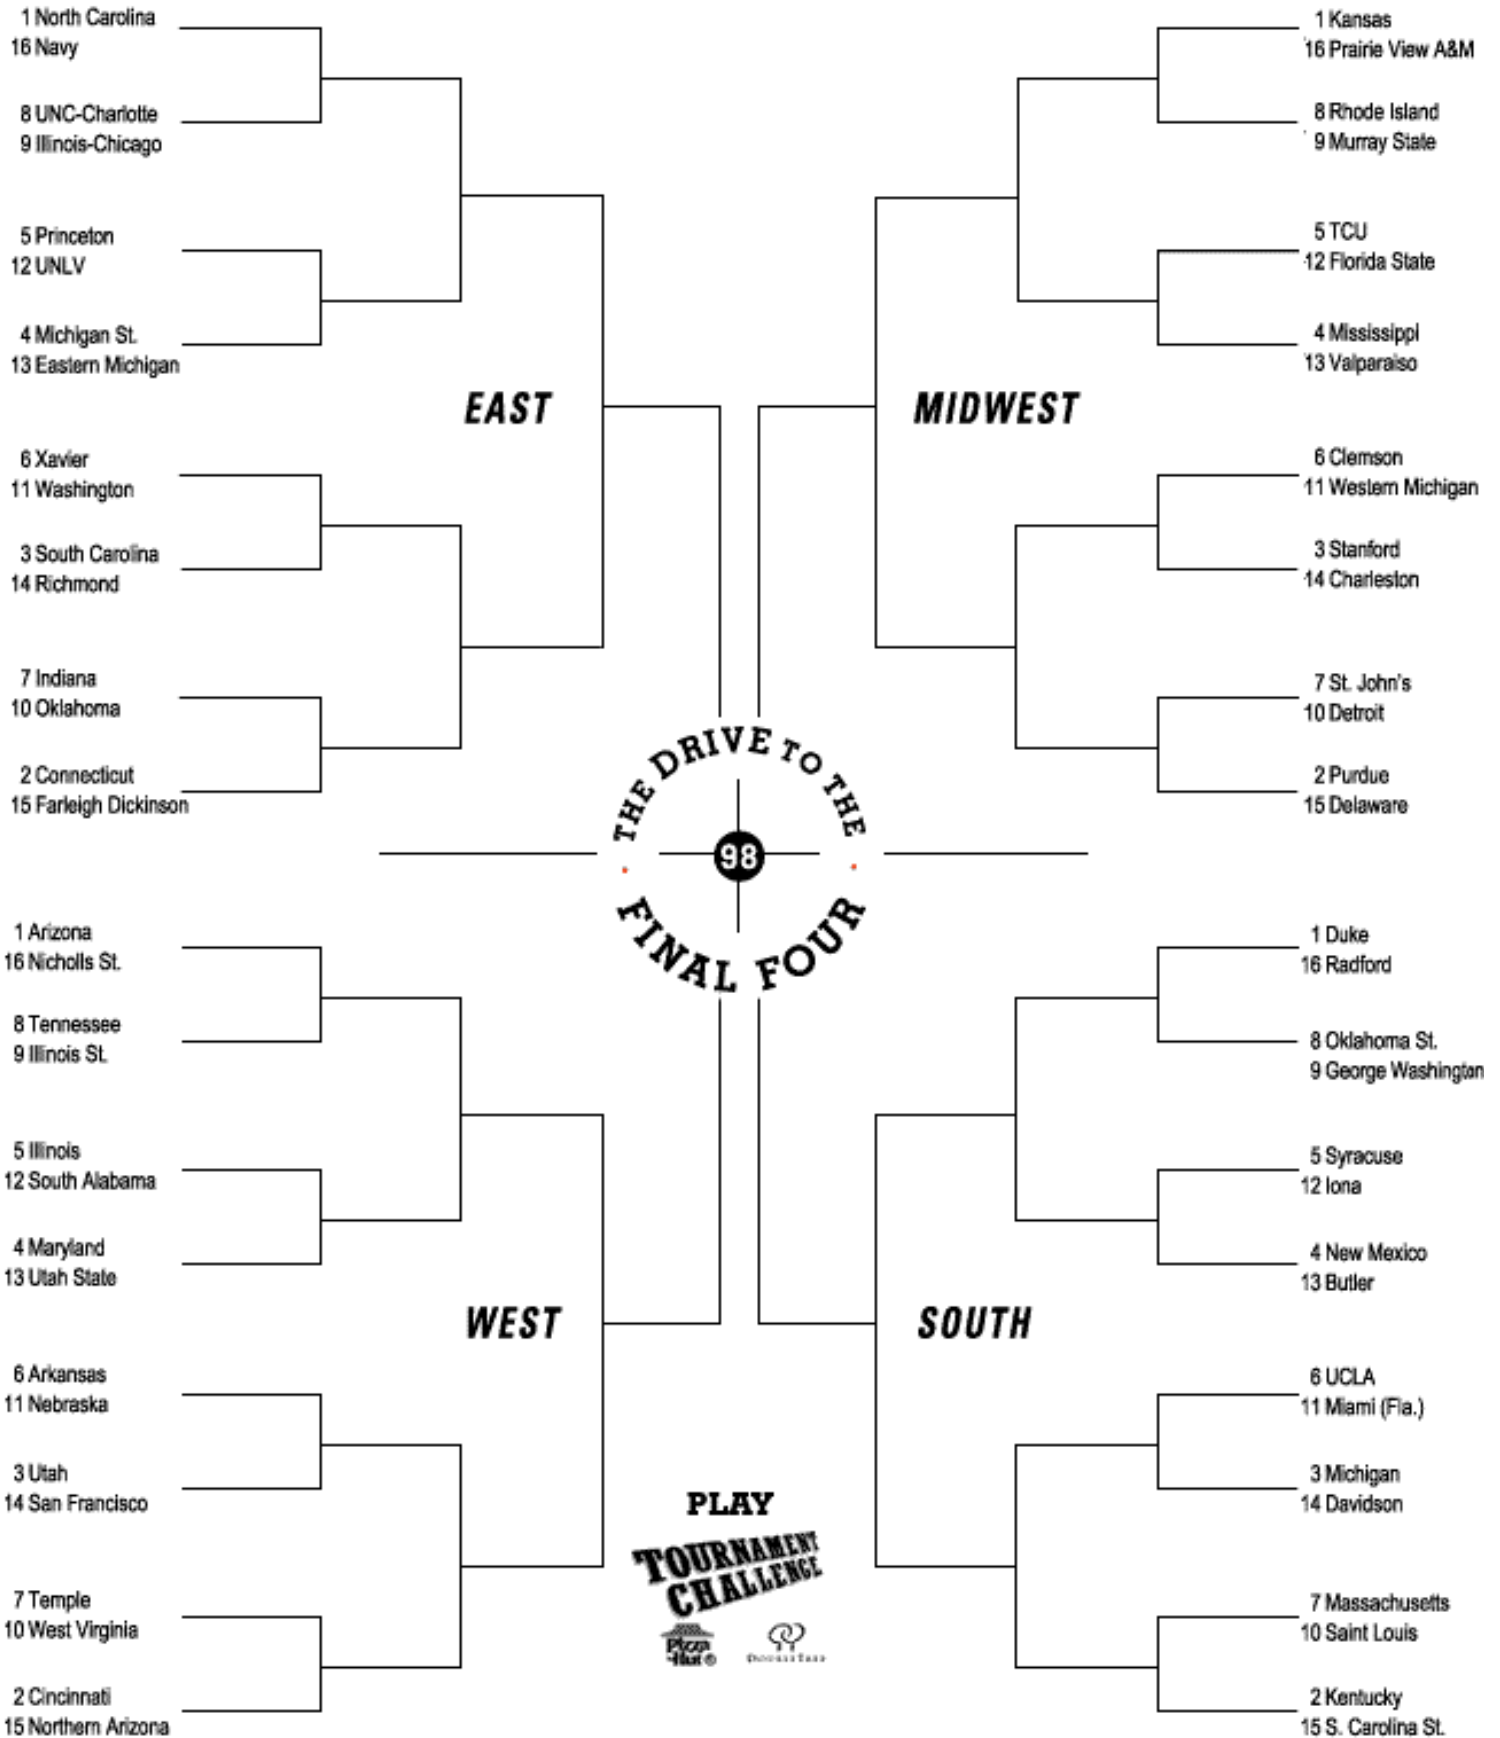 1 North Carolina
16 Navy
8 UNC-Charlotte
9 Illinois-Chicago
5 Princeton
12 UNLV
4 Michigan St.
13 Eastern Michigan
EAST
6 Xavier
11 Washington
3 South Carolina
14 Richmond
7 Indiana
10 Oklahoma
2 Connecticut
15 Farleigh Dickinson
1 Kansas
16 Prairie View A&M
8 Rhode Island
9 Murray State
5 TCU
12 Florida State
4 Mississippi
13 Valparaiso
MIDWEST
6 Clemson
11 Western Michigan
3 Stanford
14 Charleston
7 St. John's
10 Detroit
2 Purdue
15 Delaware
THE DRIVE TO THE
98
FINAL FOUR
1 Arizona
16 Nicholls St.
8 Tennessee
9 Illinois St.
5 Illinois
12 South Alabama
4 Maryland
13 Utah State
WEST
6 Arkansas
11 Nebraska
3 Utah
14 San Francisco
7 Temple
10 West Virginia
2 Cincinnati
15 Northern Arizona
1 Duke
16 Radford
8 Oklahoma St.
9 George Washington
5 Syracuse
12 Iona
4 New Mexico
13 Butler
SOUTH
6 UCLA
11 Miami (Fla.)
3 Michigan
14 Davidson
7 Massachusetts
10 Saint Louis
2 Kentucky
15 S. Carolina St.
PLAY
TOURNAMENT
CHALLENGE
Pizza
Hut
DOUBLETREE